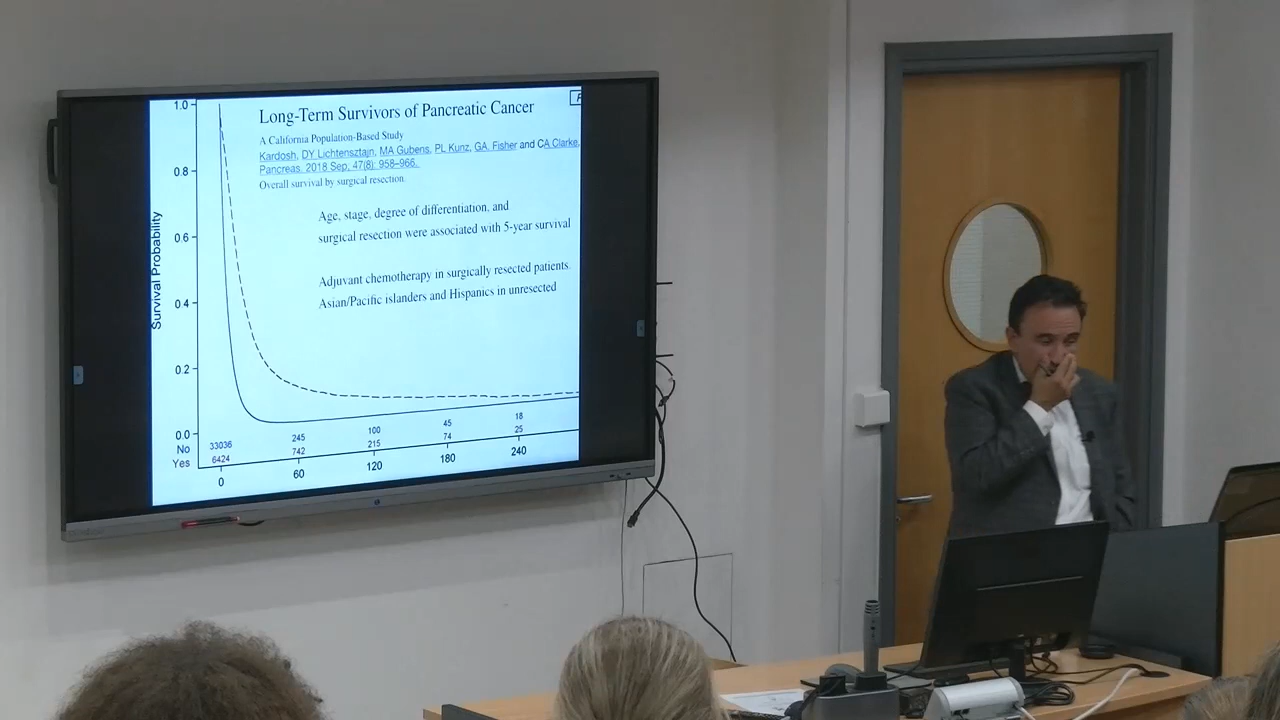 Long-Term Survivors of Pancreatic Cancer
A California Population-Based Study
Kardosh, DY Lichtensztajn, MA Gubens, PL Kunz, GA. Fisher and CA Clarke,
Pancreas. 2018 Sep; 47(8): 958–966.
Overall survival by surgical resection
Age, stage, degree of differentiation, and
surgical resection were associated with 5-year survival
Adjuvant chemotherapy in surgically resected patients.
Asian/Pacific islanders and Hispanics in unresected
Survival Probability
1.0
0.8
0.6
0.4
0.2
0.0
No 33036 245 100 45 18
Yes 6424 742 215 74 25
0 60 120 180 240